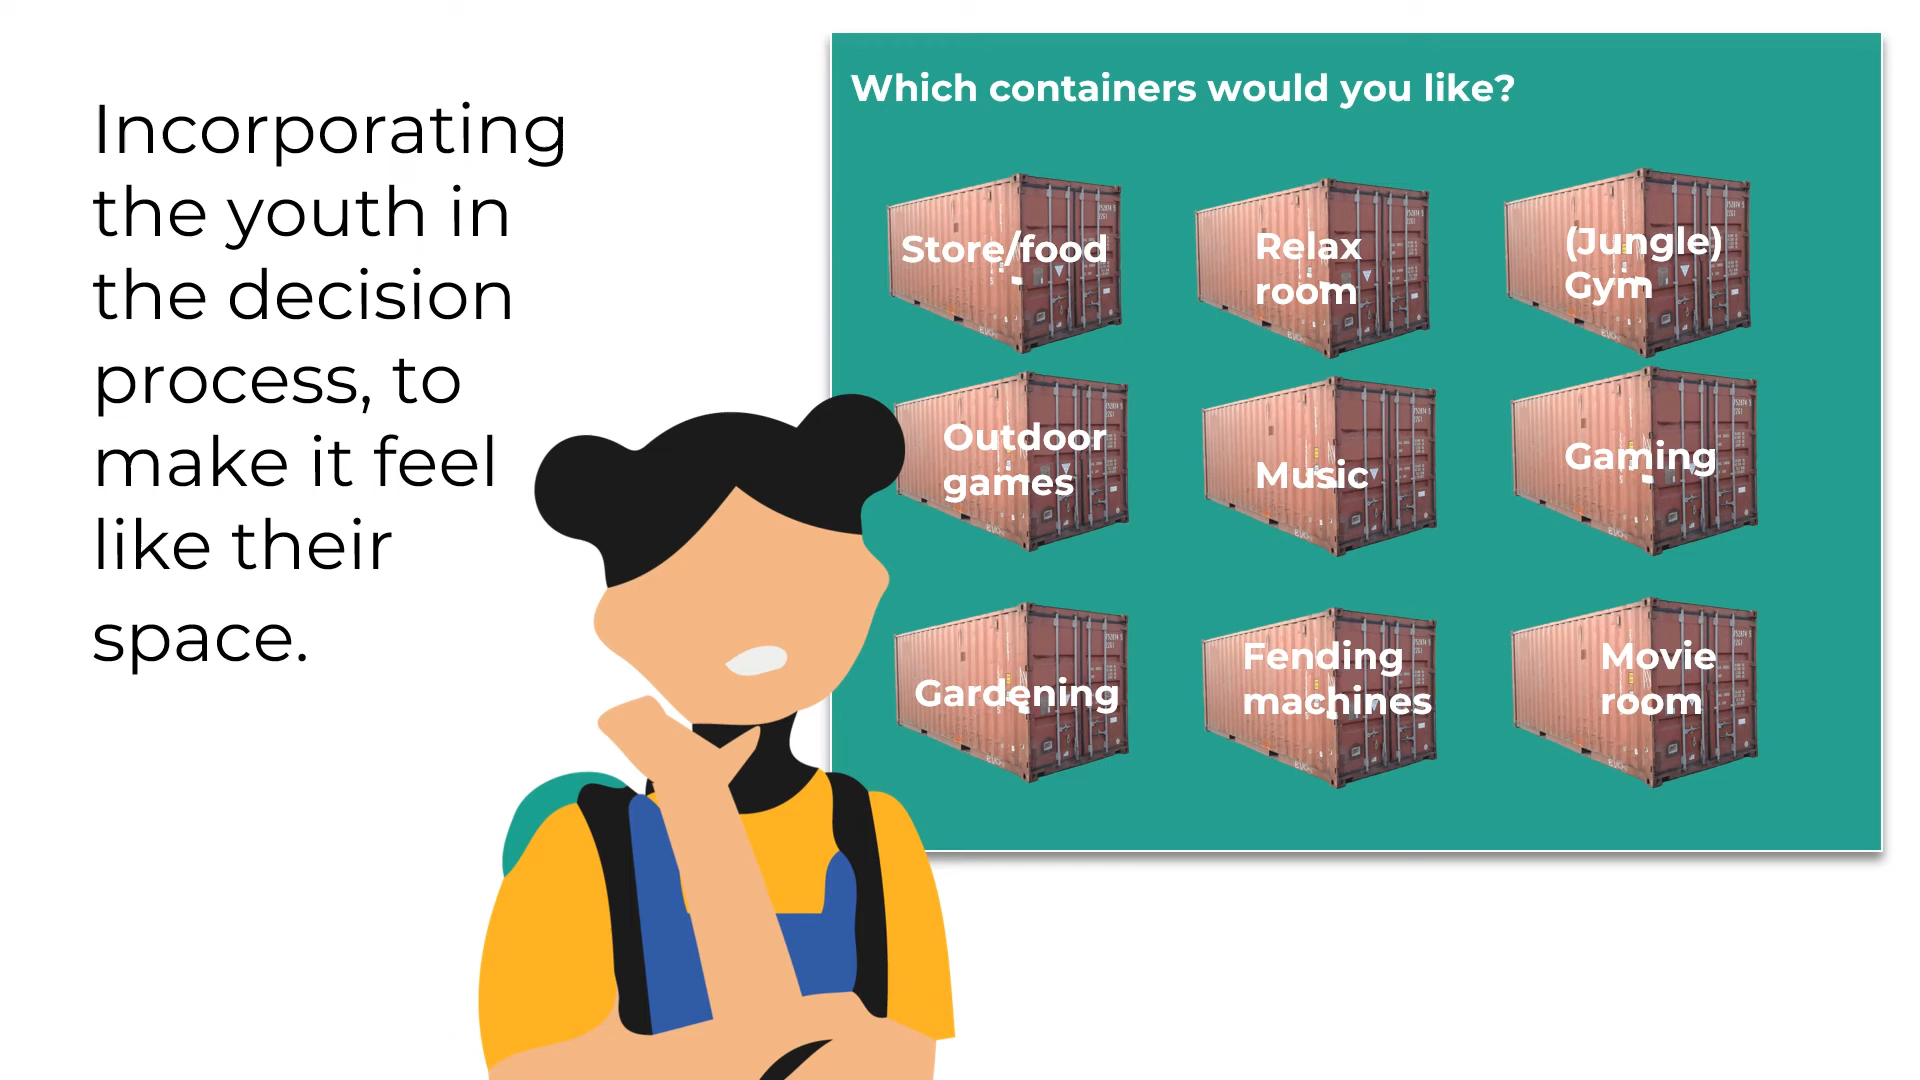 Incorporating
the youth in
the decision
process, to
make it feel
like their
space.
Which containers would you like?
Store/food
Relax
room
(Jungle)
Gym
Outdoor
games
Music
Gaming
Gardening
Fending
machines
Movie
room